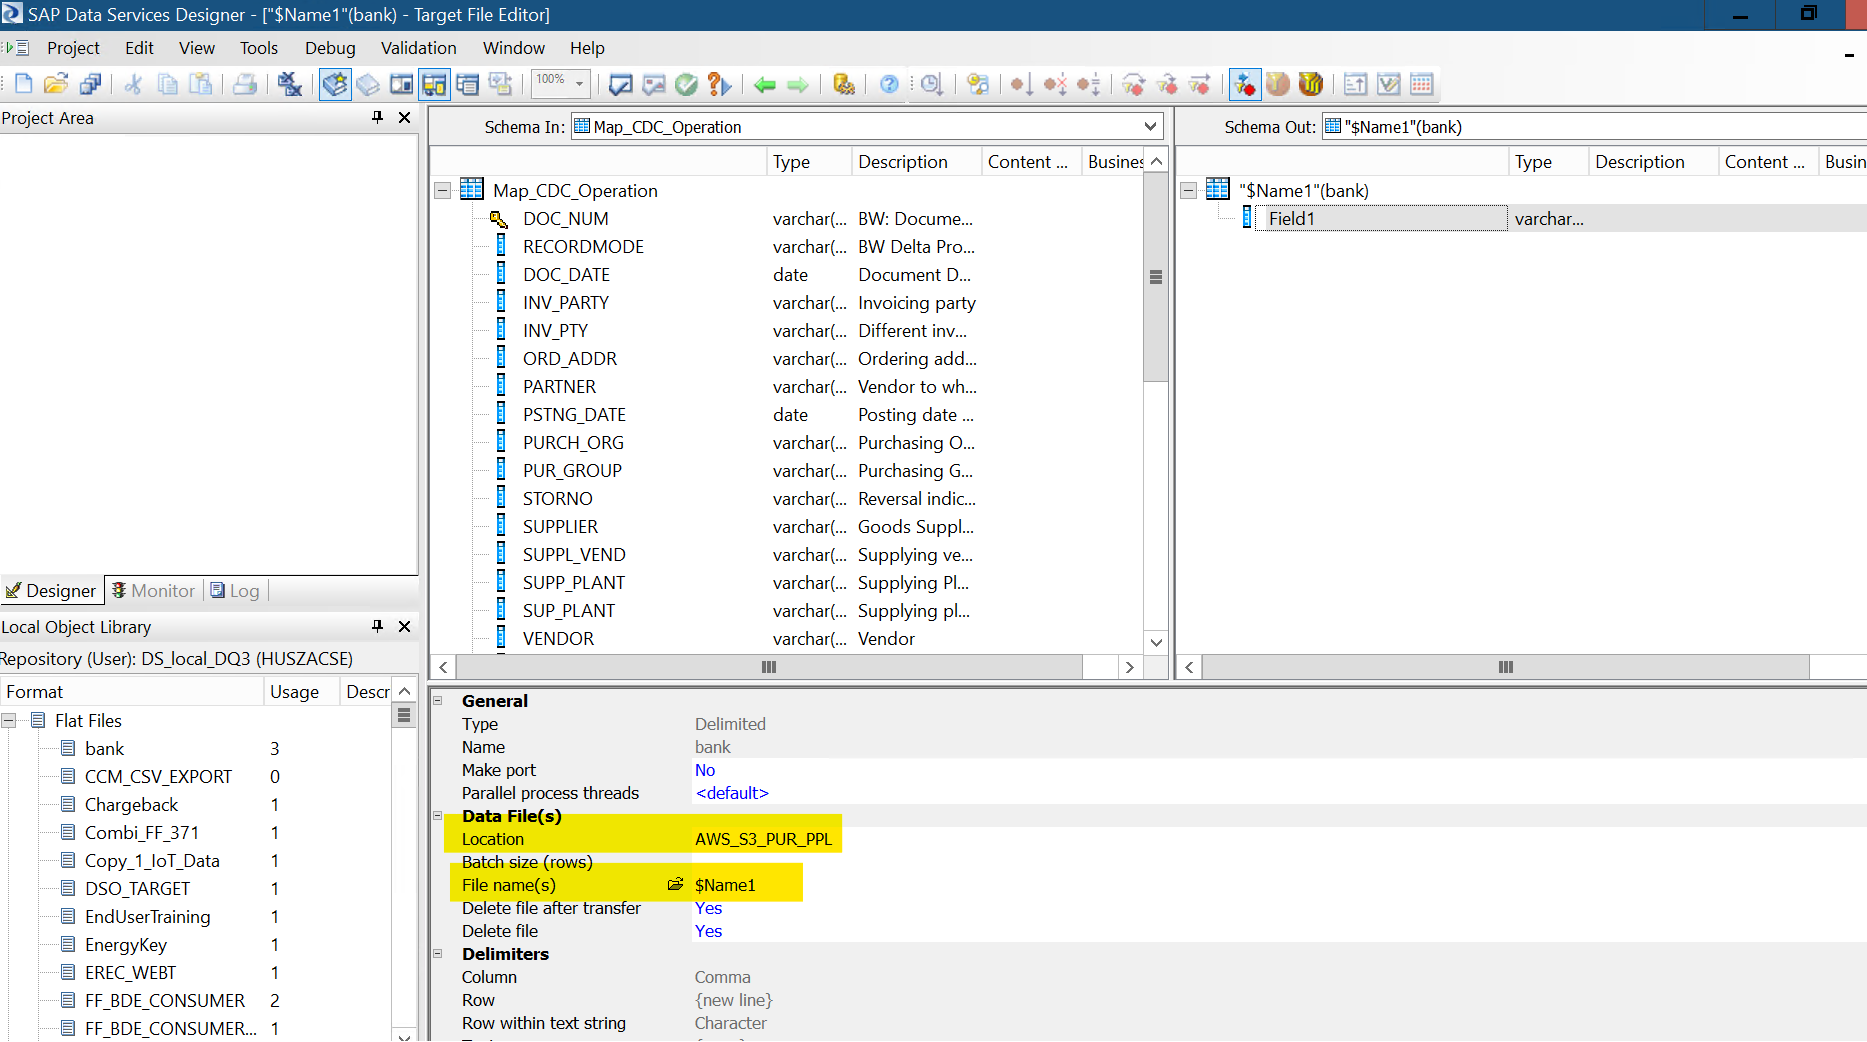 SAP Data Services Designer - ["$Name1"(bank) - Target File Editor]
Project Edit View Tools Debug Validation Window Help
100%
Project Area
Designer Monitor Log
Local Object Library
Repository (User): DS_local_DQ3 (HUSZACSE)
Format Usage Descr
Flat Files
bank 3
CCM_CSV_EXPORT 0
Chargeback 1
Combi_FF_371 1
Copy_1_IoT_Data 1
DSO_TARGET 1
EndUserTraining 1
EnergyKey 1
EREC_WEBT 1
FF_BDE_CONSUMER 2
FF_BDE_CONSUMER... 1
Schema In: Map_CDC_Operation
Type Description Content ... Busines
Map_CDC_Operation
DOC_NUM varchar(... BW: Docume...
RECORDMODE varchar(... BW Delta Pro...
DOC_DATE date Document D...
INV_PARTY varchar(... Invoicing party
INV_PTY varchar(... Different inv...
ORD_ADDR varchar(... Ordering add...
PARTNER varchar(... Vendor to wh...
PSTNG_DATE date Posting date ...
PURCH_ORG varchar(... Purchasing O...
PUR_GROUP varchar(... Purchasing G...
STORNO varchar(... Reversal indic...
SUPPLIER varchar(... Goods Suppl...
SUPPL_VEND varchar(... Supplying ve...
SUPP_PLANT varchar(... Supplying Pl...
SUP_PLANT varchar(... Supplying pl...
VENDOR varchar(... Vendor
Schema Out: "$Name1"(bank)
Type Description Content ... Busin
"$Name1"(bank)
Field1 varchar...
General
Type Delimited
Name bank
Make port No
Parallel process threads <default>
Data File(s)
Location AWS_S3_PUR_PPL
Batch size (rows)
File name(s) $Name1
Delete file after transfer Yes
Delete file Yes
Delimiters
Column Comma
Row {new line}
Row within text string Character